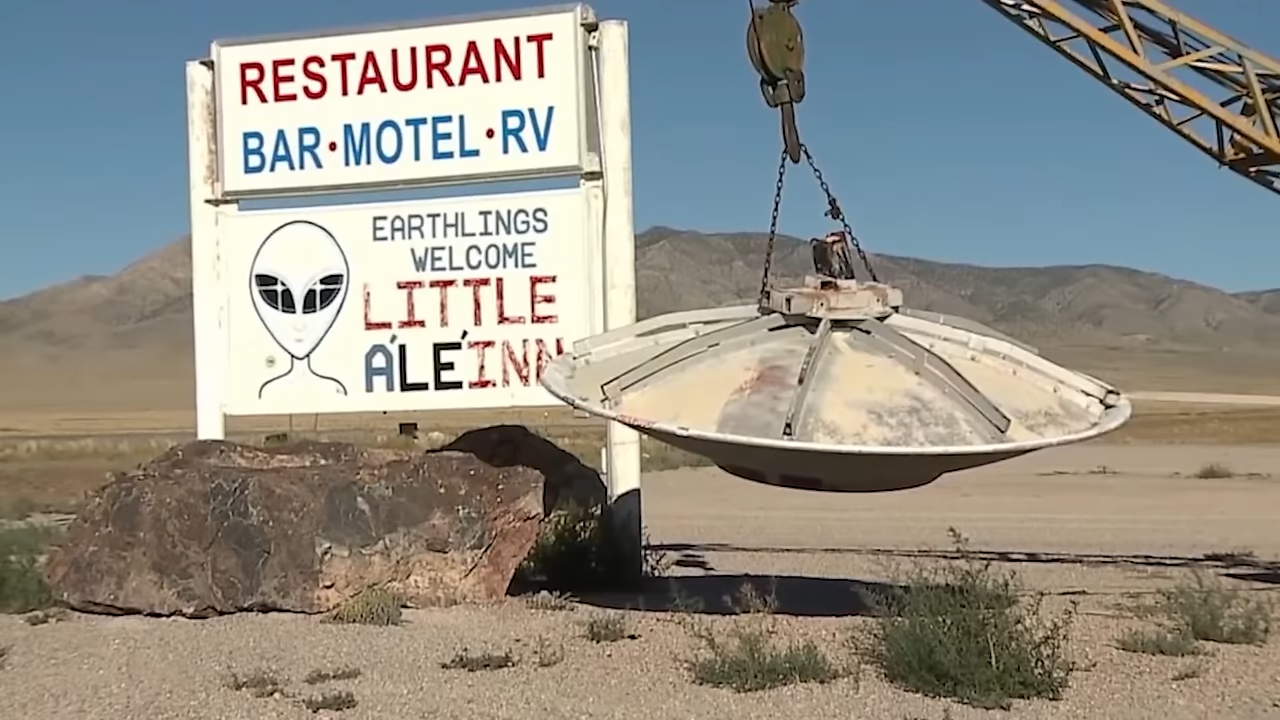 RESTAURANT
BAR•MOTEL•RV
EARTHLINGS
WELCOME
LITTLE
A'LE'INN